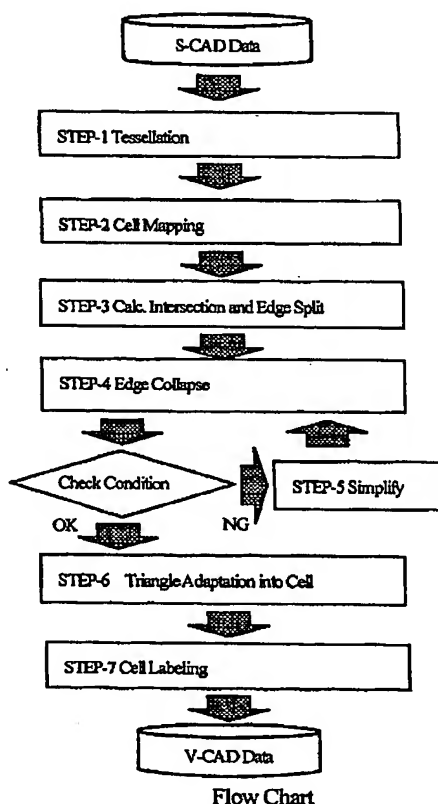 S-CAD Data
STEP-1 Tessellation
STEP-2 Cell Mapping
STEP-3 Calc. Intersection and Edge Split
STEP-4 Edge Collapse
Check Condition
STEP-5 Simplify
OK
NG
STEP-6 Triangle Adaptation into Cell
STEP-7 Cell Labeling
V-CAD Data
Flow Chart